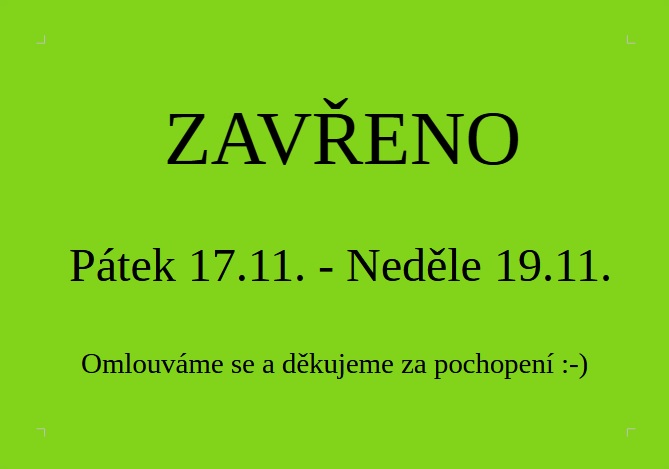 ZAVŘENO
Pátek 17.11. - Neděle 19.11.
Omlouváme se a děkujeme za pochopení :-)